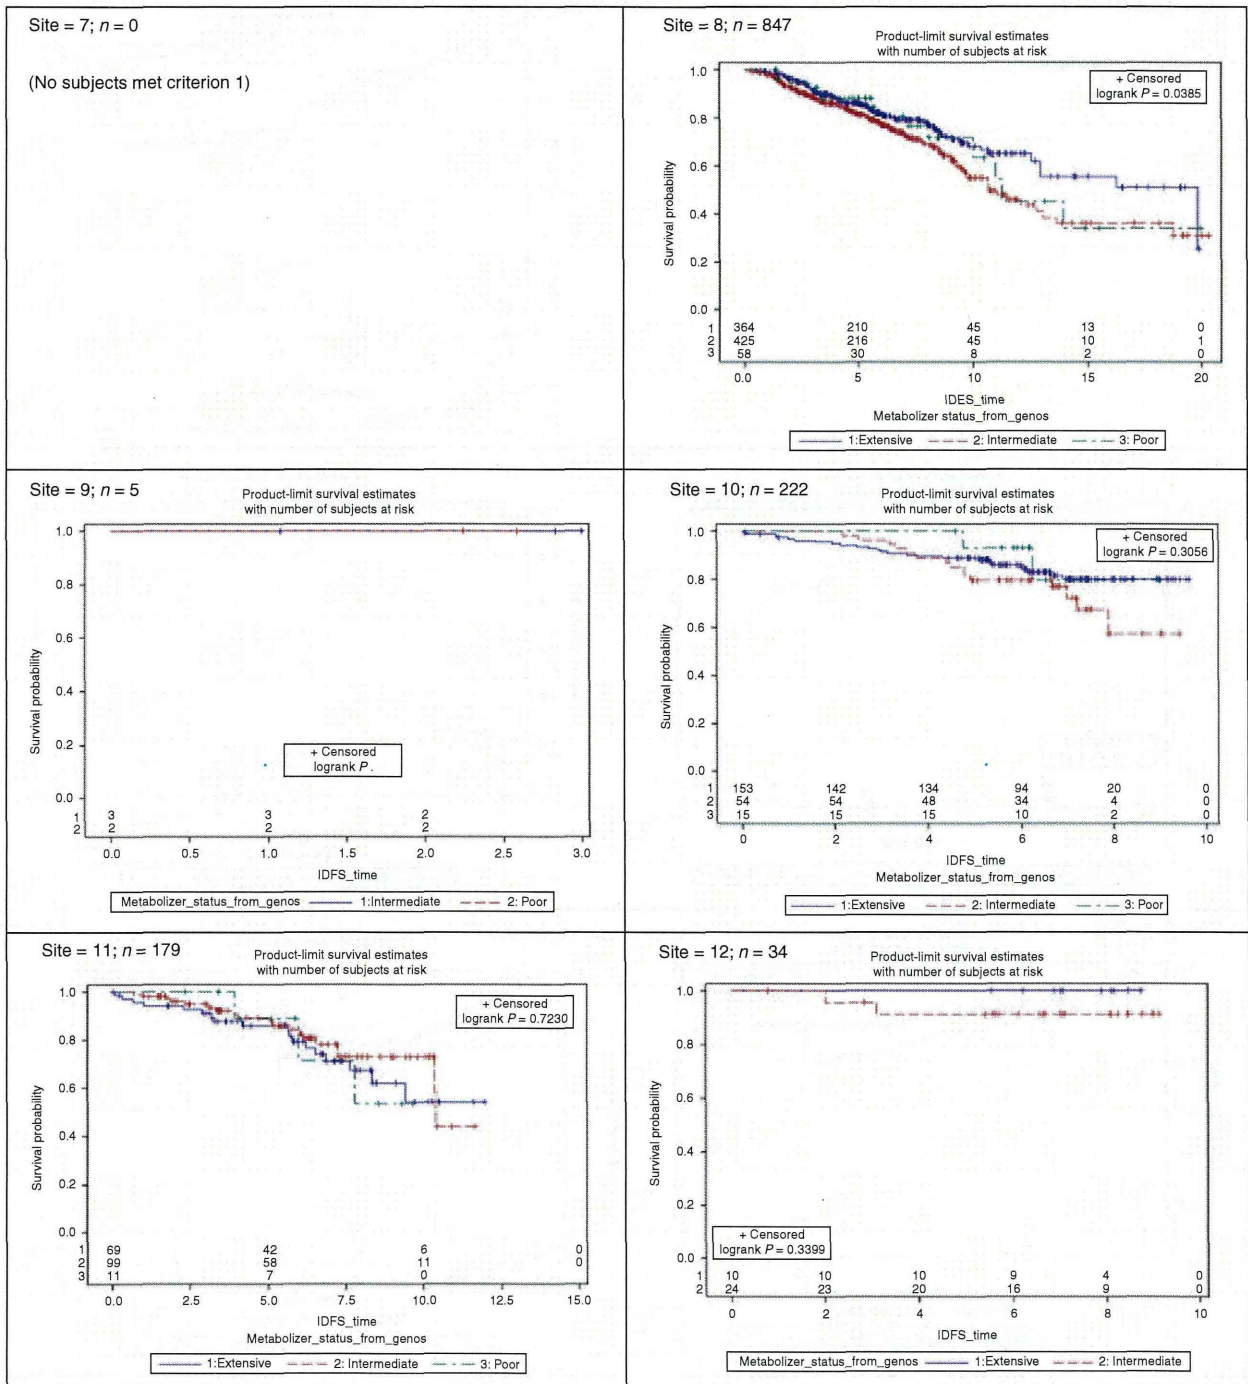 Site = 7; n = 0
(No subjects met criterion 1)
Site = 8; n = 847
Product-limit survival estimates
with number of subjects at risk
+ Censored
logrank P = 0.0385
Survival probability
1.0
0.8
0.6
0.4
0.2
0.0
1 364 210 45 13 0
2 425 216 45 10 1
3 58 30 8 2 0
0.0 5 10 15 20
IDES_time
Metabolizer status_from_genos
1:Extensive 2: Intermediate 3: Poor
Site = 9; n = 5
Product-limit survival estimates
with number of subjects at risk
Survival probability
1.0
0.8
0.6
0.4
0.2
0.0
+ Censored
logrank P .
1 3 3 2
2 2 2 2
0.0 0.5 1.0 1.5 2.0 2.5 3.0
IDFS_time
Metabolizer_status_from_genos 1:Intermediate 2: Poor
Site = 10; n = 222
Product-limit survival estimates
with number of subjects at risk
+ Censored
logrank P = 0.3056
Survival probability
1.0
0.8
0.6
0.4
0.2
0.0
1 153 142 134 94 20 0
2 54 54 48 34 4 0
3 15 15 15 10 2 0
0 2 4 6 8 10
IDFS_time
Metabolizer_status_from_genos
1:Extensive 2: Intermediate 3: Poor
Site = 11; n = 179
Product-limit survival estimates
with number of subjects at risk
+ Censored
logrank P = 0.7230
Survival probability
1.0
0.8
0.6
0.4
0.2
0.0
1 69 42 6 0
2 99 58 11 0
3 11 7 0
0.0 2.5 5.0 7.5 10.0 12.5 15.0
IDFS_time
Metabolizer_status_from_genos
1:Extensive 2: Intermediate 3: Poor
Site = 12; n = 34
Product-limit survival estimates
with number of subjects at risk
Survival probability
1.0
0.8
0.6
0.4
0.2
0.0
+ Censored
logrank P = 0.3399
1 10 10 10 9 4 0
2 24 23 20 16 9 0
0 2 4 6 8 10
IDFS_time
Metabolizer_status_from_genos 1:Extensive 2: Intermediate